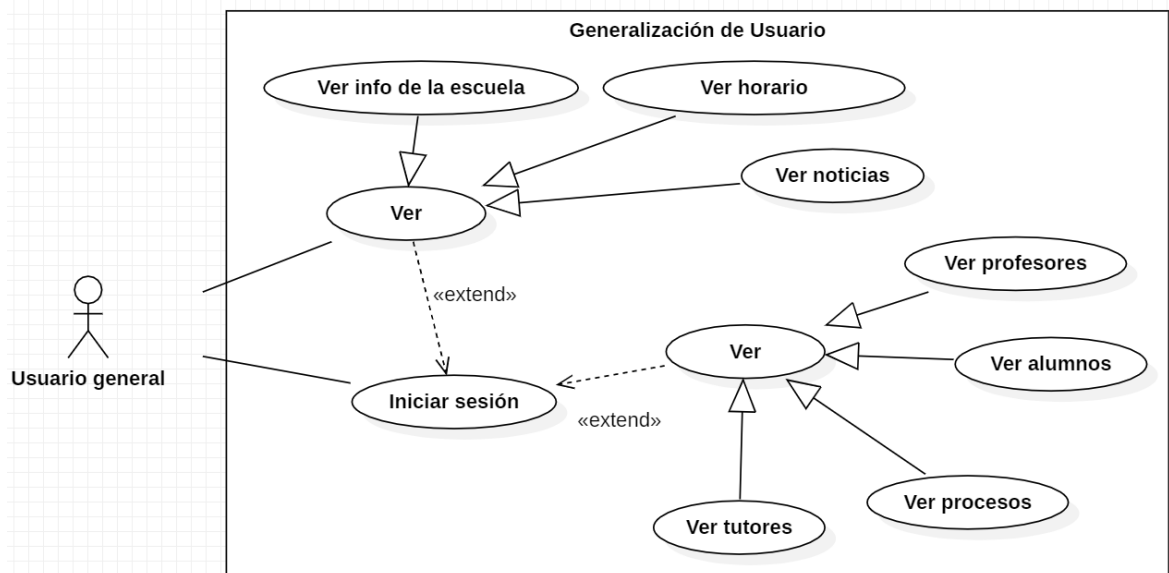 Generalización de Usuario
Ver info de la escuela
Ver horario
Ver noticias
Ver
«extend»
Ver profesores
Ver
Ver alumnos
Usuario general
Iniciar sesión
«extend»
Ver procesos
Ver tutores